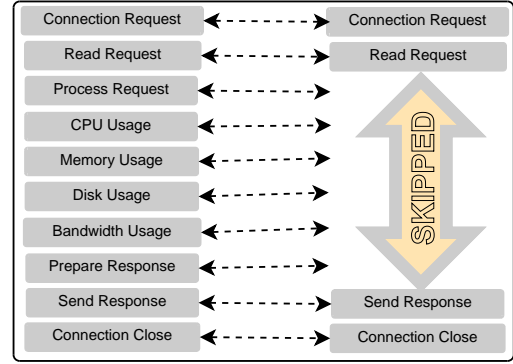 Connection Request Connection Request
Read Request Read Request
Process Request
CPU Usage
Memory Usage
Disk Usage
Bandwidth Usage
Prepare Response
Send Response Send Response
Connection Close Connection Close
SKIPPED